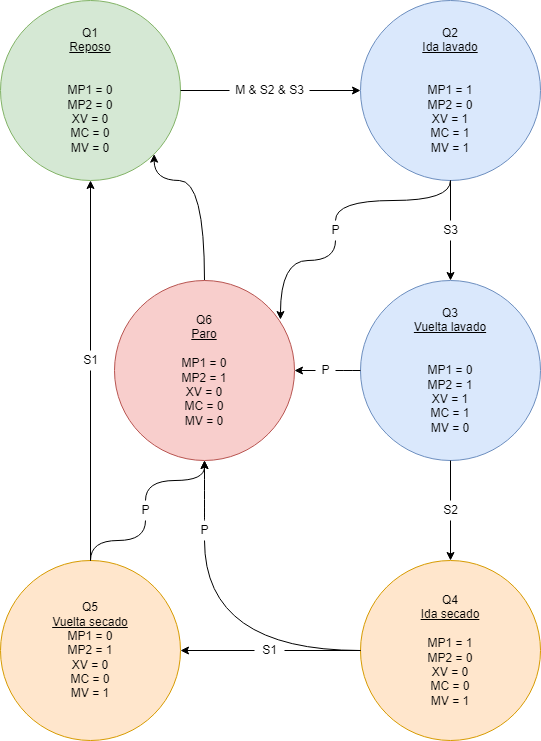 Q1
Reposo
MP1 = 0
MP2 = 0
XV = 0
MC = 0
MV = 0
M & S2 & S3
Q2
Ida lavado
MP1 = 1
MP2 = 0
XV = 1
MC = 1
MV = 1
P
S3
Q6
Paro
MP1 = 0
MP2 = 1
XV = 0
MC = 0
MV = 0
P
Q3
Vuelta lavado
MP1 = 0
MP2 = 1
XV = 1
MC = 1
MV = 0
S1
P
P
S2
Q5
Vuelta secado
MP1 = 0
MP2 = 1
XV = 0
MC = 0
MV = 1
S1
Q4
Ida secado
MP1 = 1
MP2 = 0
XV = 0
MC = 0
MV = 1